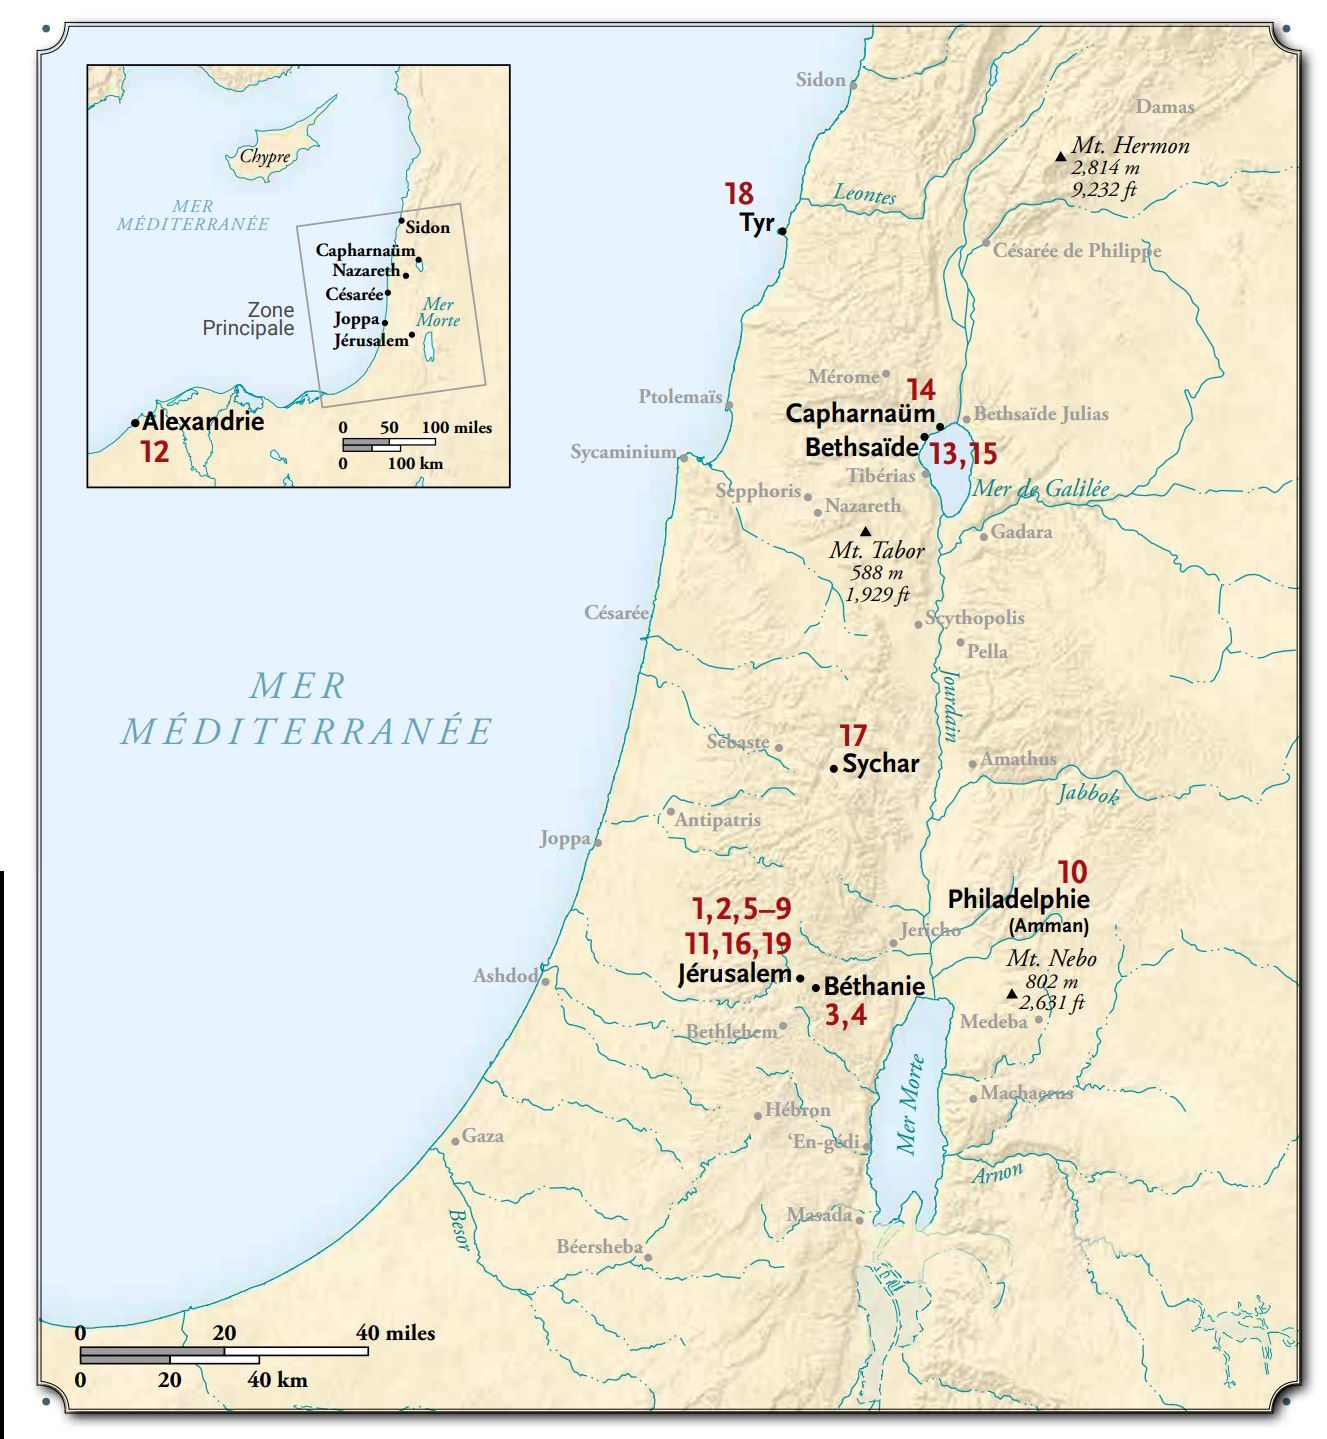 Sidon
Damas
Mt. Hermon
2,814 m
9,232 ft
Chypre
MER
MÉDITERRANÉE
Sidon
Capharnaüm
Nazareth
Césarée
Zone
Principale
Joppa
Mer
Morte
Jérusalem
Alexandrie
12
0 50 100 miles
0 100 km
18
Tyr
Leontes
Césarée de Philippe
Mérome
14
Ptolemaïs
Capharnaüm
Bethsaïde Julias
Sycaminium
Bethsaïde
13,15
Tibérias
Mer de Galilée
Sepphoris
Nazareth
Gadara
Mt. Tabor
588 m
1,929 ft
Césarée
Scythopolis
Pella
MER
MÉDITERRANÉE
Jourdain
17
Sébaste
Sychar
Amathus
Jabbok
Antipatris
Joppa
10
Philadelphie
(Amman)
1,2,5–9
11,16,19
Jérusalem
Jericho
Mt. Nebo
802 m
2,631 ft
Ashdod
Béthanie
3,4
Medeba
Bethlehem
Mer Morte
Machaerus
Hébron
Gaza
‘En-gédi
Arnon
Besor
Masada
Béersheba
0 20 40 miles
0 20 40 km